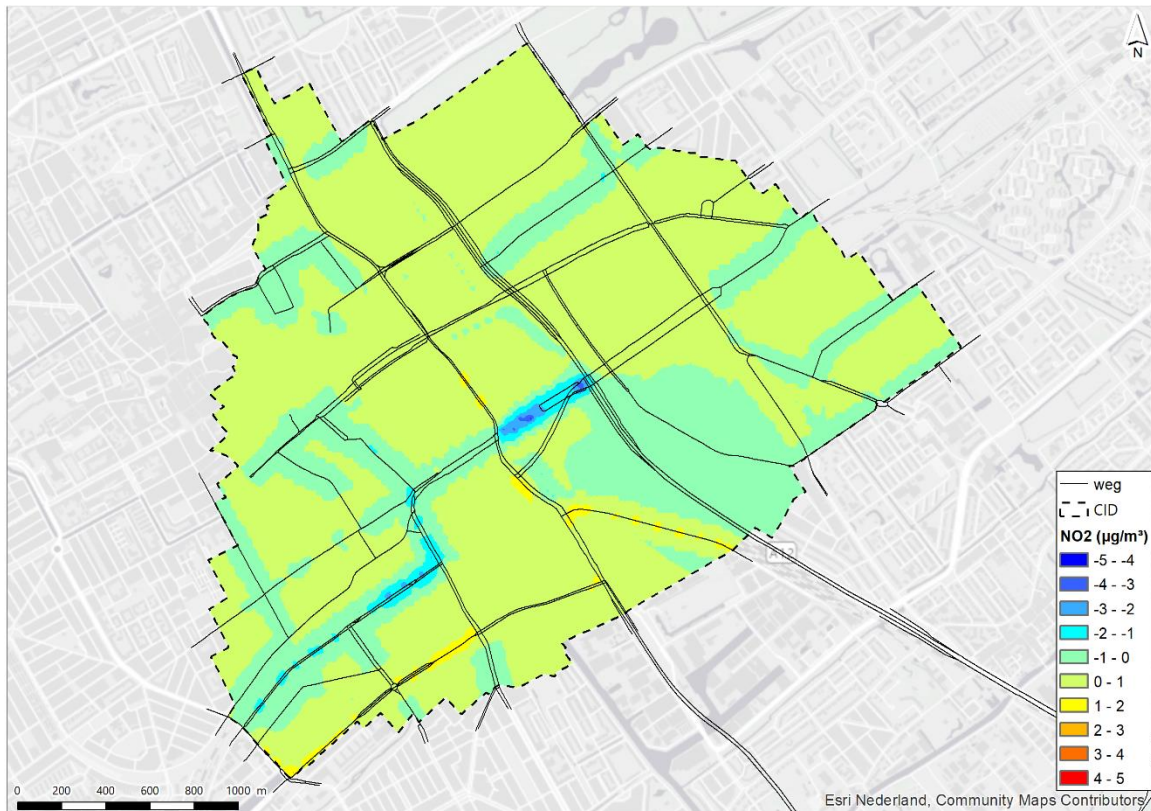 N
A12
weg
CID
NO2 (µg/m³)
-5 - -4
-4 - -3
-3 - -2
-2 - -1
-1 - 0
0 - 1
1 - 2
2 - 3
3 - 4
4 - 5
0 200 400 600 800 1000 m
Esri Nederland, Community Maps Contributors